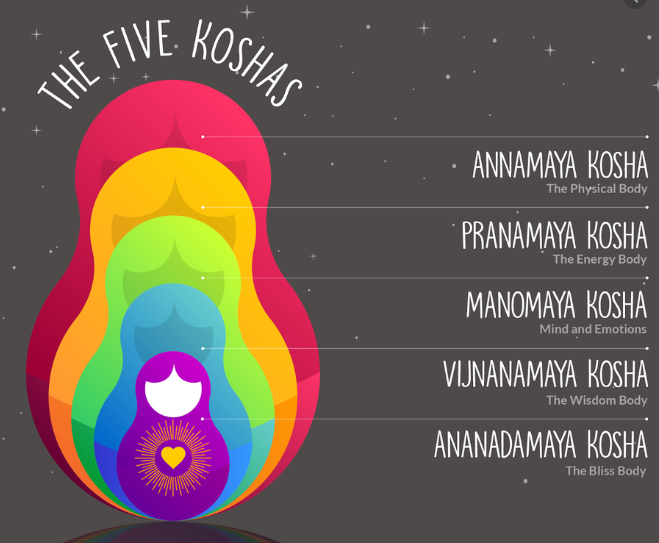 THE FIVE KOSHAS
ANNAMAYA KOSHA
The Physical Body
PRANAMAYA KOSHA
The Energy Body
MANOMAYA KOSHA
Mind and Emotions
VIJNANAMAYA KOSHA
The Wisdom Body
ANANADAMAYA KOSHA
The Bliss Body